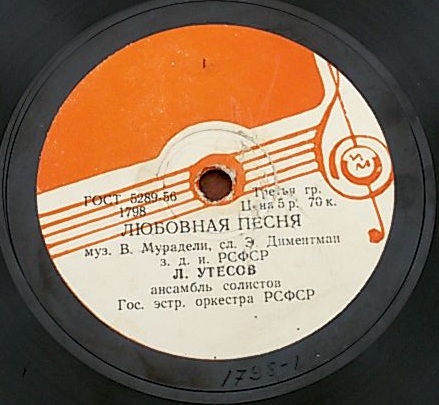 ГОСТ 5289-56 Третья гр.
1798 Цена 5 р. 70 к.
ЛЮБОВНАЯ ПЕСНЯ
муз. В. Мурадели, сл. Э. Диментман
з. д. и. РСФСР
Л. УТЕСОВ
ансамбль солистов
Гос. эстр. оркестра РСФСР
1798-1